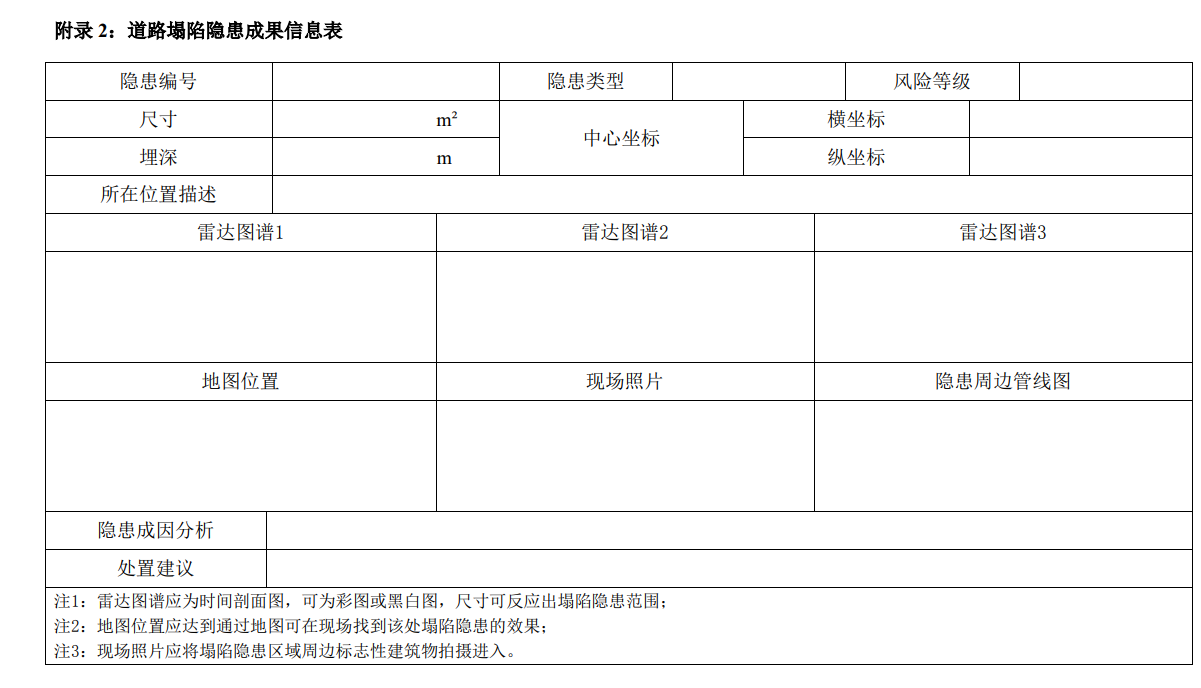 附录 2：道路塌陷隐患成果信息表
隐患编号 隐患类型 风险等级
尺寸 m² 中心坐标 横坐标
埋深 m 纵坐标
所在位置描述
雷达图谱1 雷达图谱2 雷达图谱3
地图位置 现场照片 隐患周边管线图
隐患成因分析
处置建议
注1：雷达图谱应为时间剖面图，可为彩图或黑白图，尺寸可反应出塌陷隐患范围；
注2：地图位置应达到通过地图可在现场找到该处塌陷隐患的效果；
注3：现场照片应将塌陷隐患区域周边标志性建筑物拍摄进入。